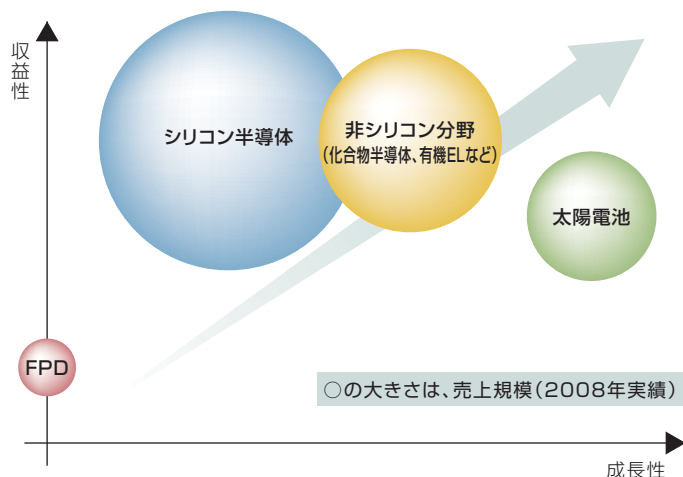 収益性
シリコン半導体
非シリコン分野
(化合物半導体、有機ELなど)
太陽電池
FPD
○の大きさは、売上規模(2008年実績)
成長性